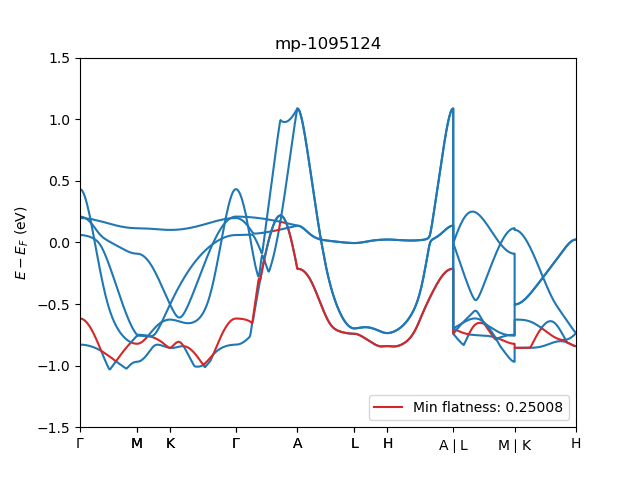 mp-1095124
1.5
1.0
0.5
0.0
−0.5
−1.0
−1.5
E − E_F (eV)
Γ M K Γ A L H A | L M | K H
Min flatness: 0.25008